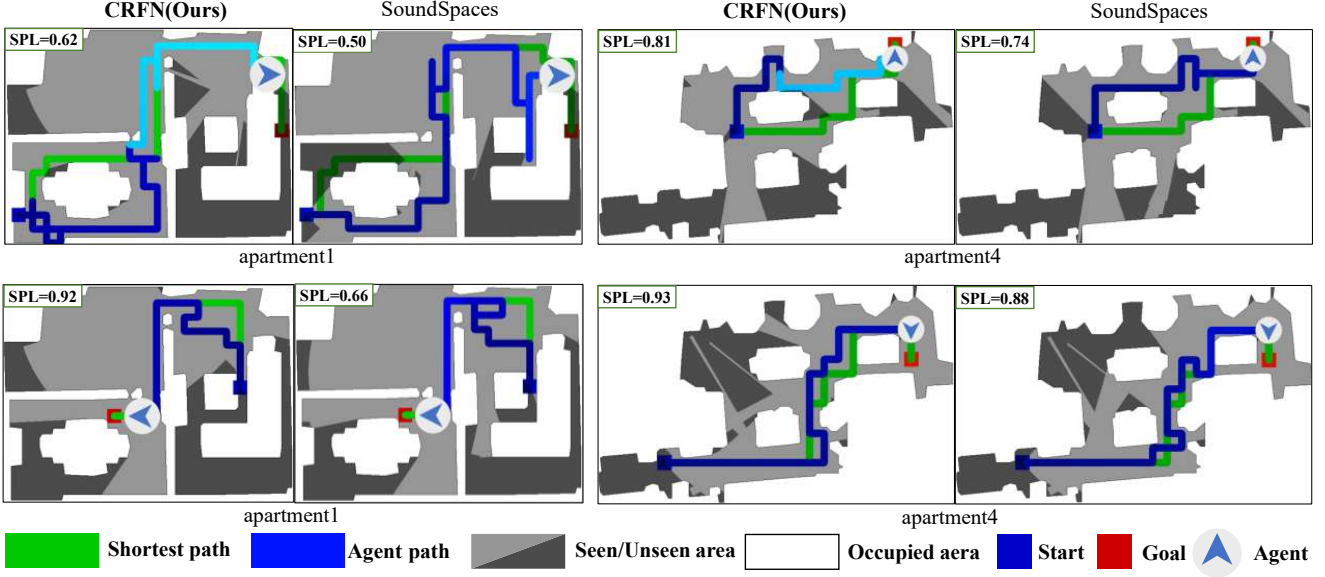 CRFN(Ours) SoundSpaces CRFN(Ours) SoundSpaces
SPL=0.62 SPL=0.50 SPL=0.81 SPL=0.74
apartment1 apartment4
SPL=0.92 SPL=0.66 SPL=0.93 SPL=0.88
apartment1 apartment4
Shortest path Agent path Seen/Unseen area Occupied aera Start Goal Agent